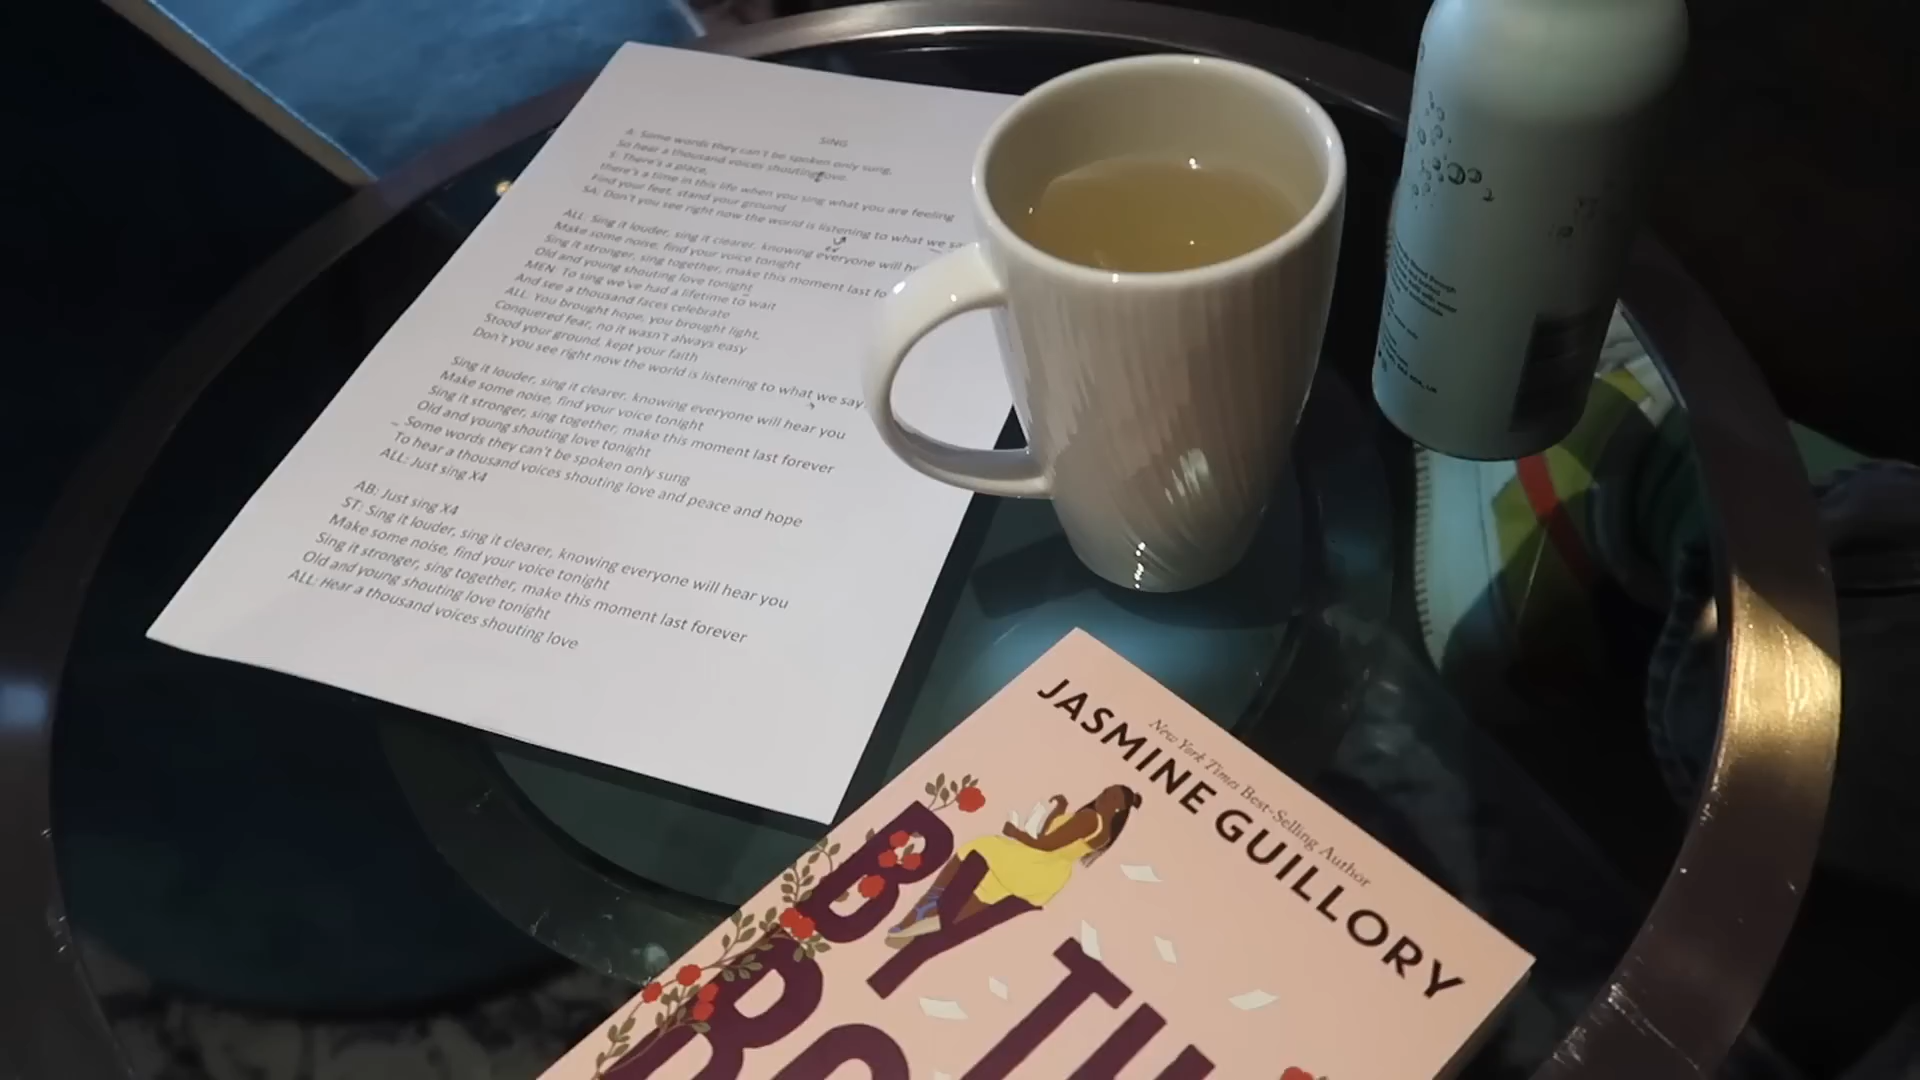 SING
A: Some words they can't be spoken only sung,
So hear a thousand voices shouting love.
S: There's a place,
there's a time in this life when you sing what you are feeling
Find your feet, stand your ground
SA: Don't you see right now the world is listening to what we say
ALL: Sing it louder, sing it clearer, knowing everyone will
Make some noise, find your voice tonight
Sing it stronger, sing together, make this moment last fo
Old and young shouting love tonight
MEN: To sing we've had a lifetime to wait
And see a thousand faces celebrate
ALL: You brought hope, you brought light,
Conquered fear, no it wasn't always easy
Stood your ground, kept your faith
Don't you see right now the world is listening to what we say
Sing it louder, sing it clearer, knowing everyone will hear you
Make some noise, find your voice tonight
Sing it stronger, sing together, make this moment last forever
Old and young shouting love tonight
Some words they can't be spoken only sung
To hear a thousand voices shouting love and peace and hope
ALL: Just sing X4
AB: Just sing X4
ST: Sing it louder, sing it clearer, knowing everyone will hear you
Make some noise, find your voice tonight
Sing it stronger, sing together, make this moment last forever
Old and young shouting love tonight
ALL: Hear a thousand voices shouting love
New York Times Best-Selling Author
JASMINE GUILLORY
BY TH
BO